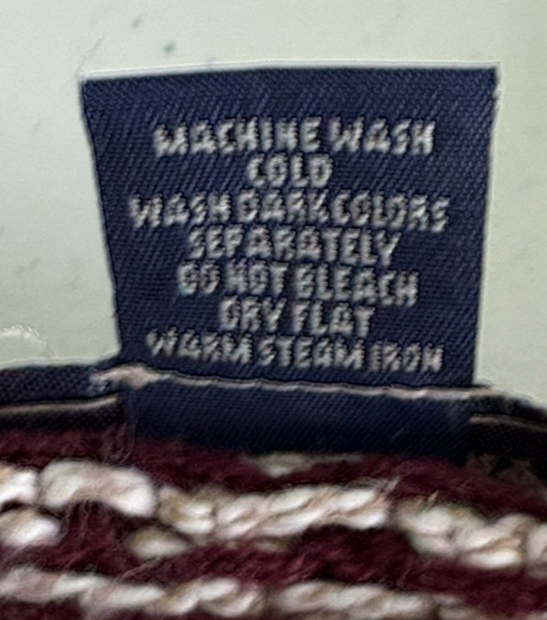 MACHINE WASH
COLD
WASH DARK COLORS
SEPARATELY
DO NOT BLEACH
DRY FLAT
WARM STEAM IRON